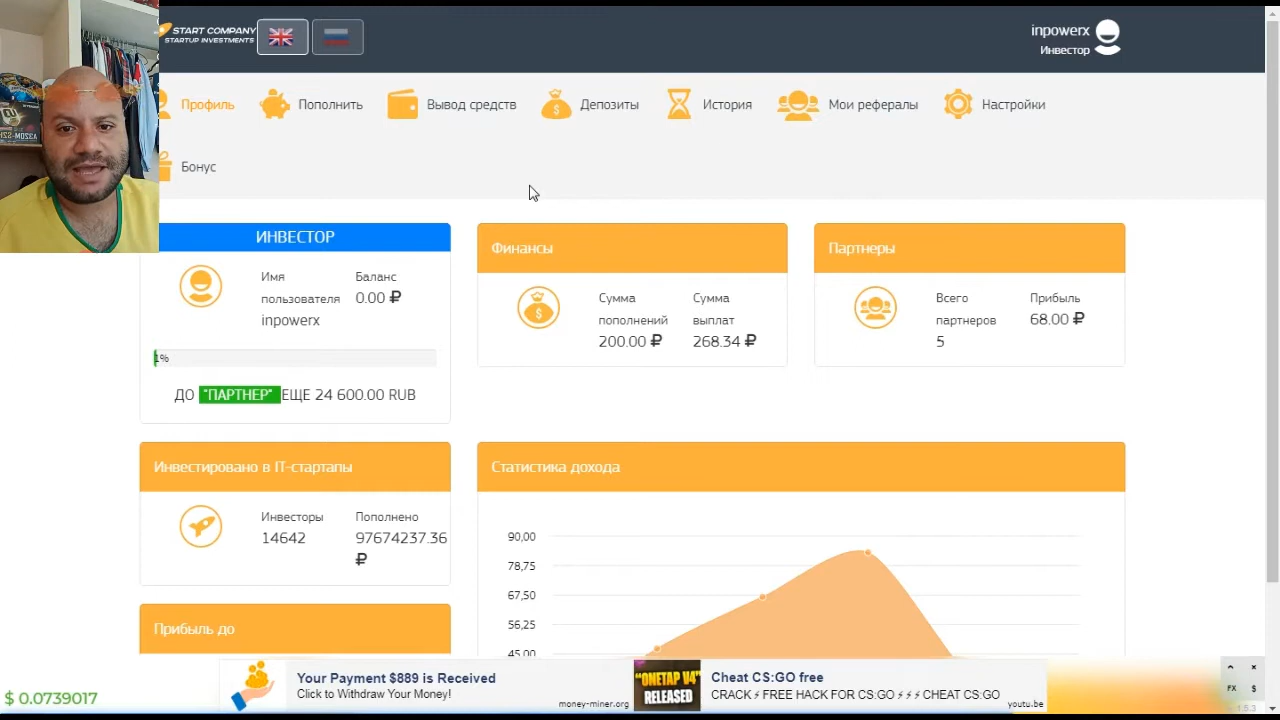 START COMPANY
STARTUP INVESTMENTS
inpowerx
Инвестор
Профиль
Пополнить
Вывод средств
Депозиты
История
Мои рефералы
Настройки
Бонус
ИНВЕСТОР
Имя
пользователя
inpowerx
Баланс
0.00 ₽
1%
ДО "ПАРТНЕР" ЕЩЕ 24 600.00 RUB
Финансы
Сумма
пополнений
200.00 ₽
Сумма
выплат
268.34 ₽
Партнеры
Всего
партнеров
5
Прибыль
68.00 ₽
Инвестировано в IT-стартапы
Инвесторы
14642
Пополнено
97674237.36
₽
Статистика дохода
90,00
78,75
67,50
56,25
45,00
Прибыль до
$ 0.0739017
Your Payment $889 is Received
Click to Withdraw Your Money!
money-miner.org
"ONETAP V4"
RELEASED
Cheat CS:GO free
CRACK ⚡ FREE HACK FOR CS:GO ⚡⚡⚡ CHEAT CS:GO
youtu.be
FX
$
1.5.3